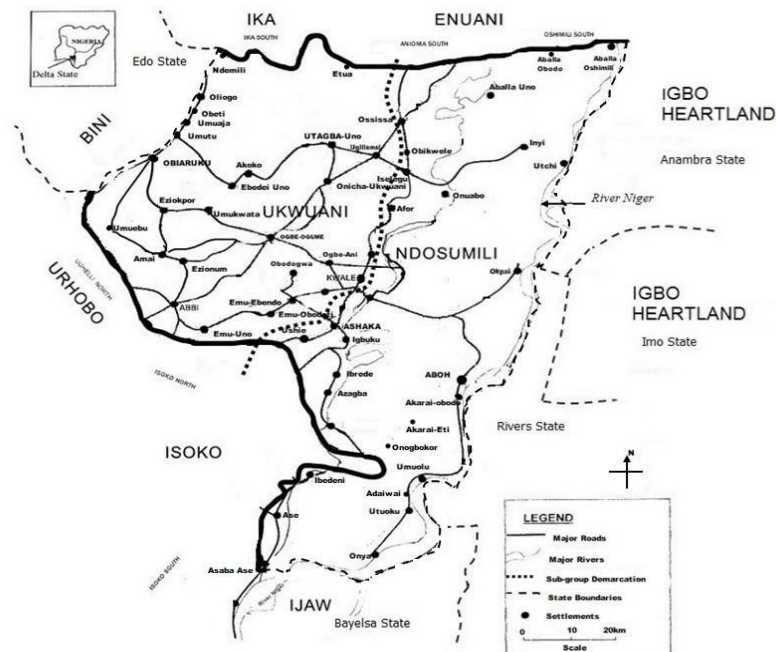 IKA
IKA SOUTH
ENUANI
ANIOMA SOUTH
OSHIMILI SOUTH
NIGERIA
Delta State
Edo State
Ndemili
Etua
Aballa
Obodo
Aballa
Oshimili
Oliogo
Obeti
Umuaja
Umutu
Aballa Uno
IGBO
HEARTLAND
Anambra State
BINI
Ossissa
UTAGBA-Uno
Obikwele
Inyi
Utchi
OBIARUKU
Akoko
Ebedei Uno
Iselegu
Onicha-Ukwuani
Onuabo
River Niger
Eziokpor
Umukwata
UKWUANI
Afor
Umuebu
OGBE-OGUME
NDOSUMILI
Amai
Ezionum
Ogbe-Ani
Obodogwa
KWALE
Okpai
URHOBO
ABBI
Emu-Ebendo
Emu-Obodozi
IGBO
HEARTLAND
Imo State
Emu-Uno
Ushie
ASHAKA
Igbuku
ISOKO NORTH
Ibrede
Azagba
ABOH
Akarai-obodo
Akarai-Eti
Rivers State
Onogbokor
ISOKO
Umuolu
Ibedeni
Adaiwai
Utuoku
N
Ase
Onya
Asaba Ase
ISOKO SOUTH
River Niger
IJAW
Bayelsa State
LEGEND
Major Roads
Major Rivers
Sub-group Demarcation
State Boundaries
Settlements
0 10 20km
Scale